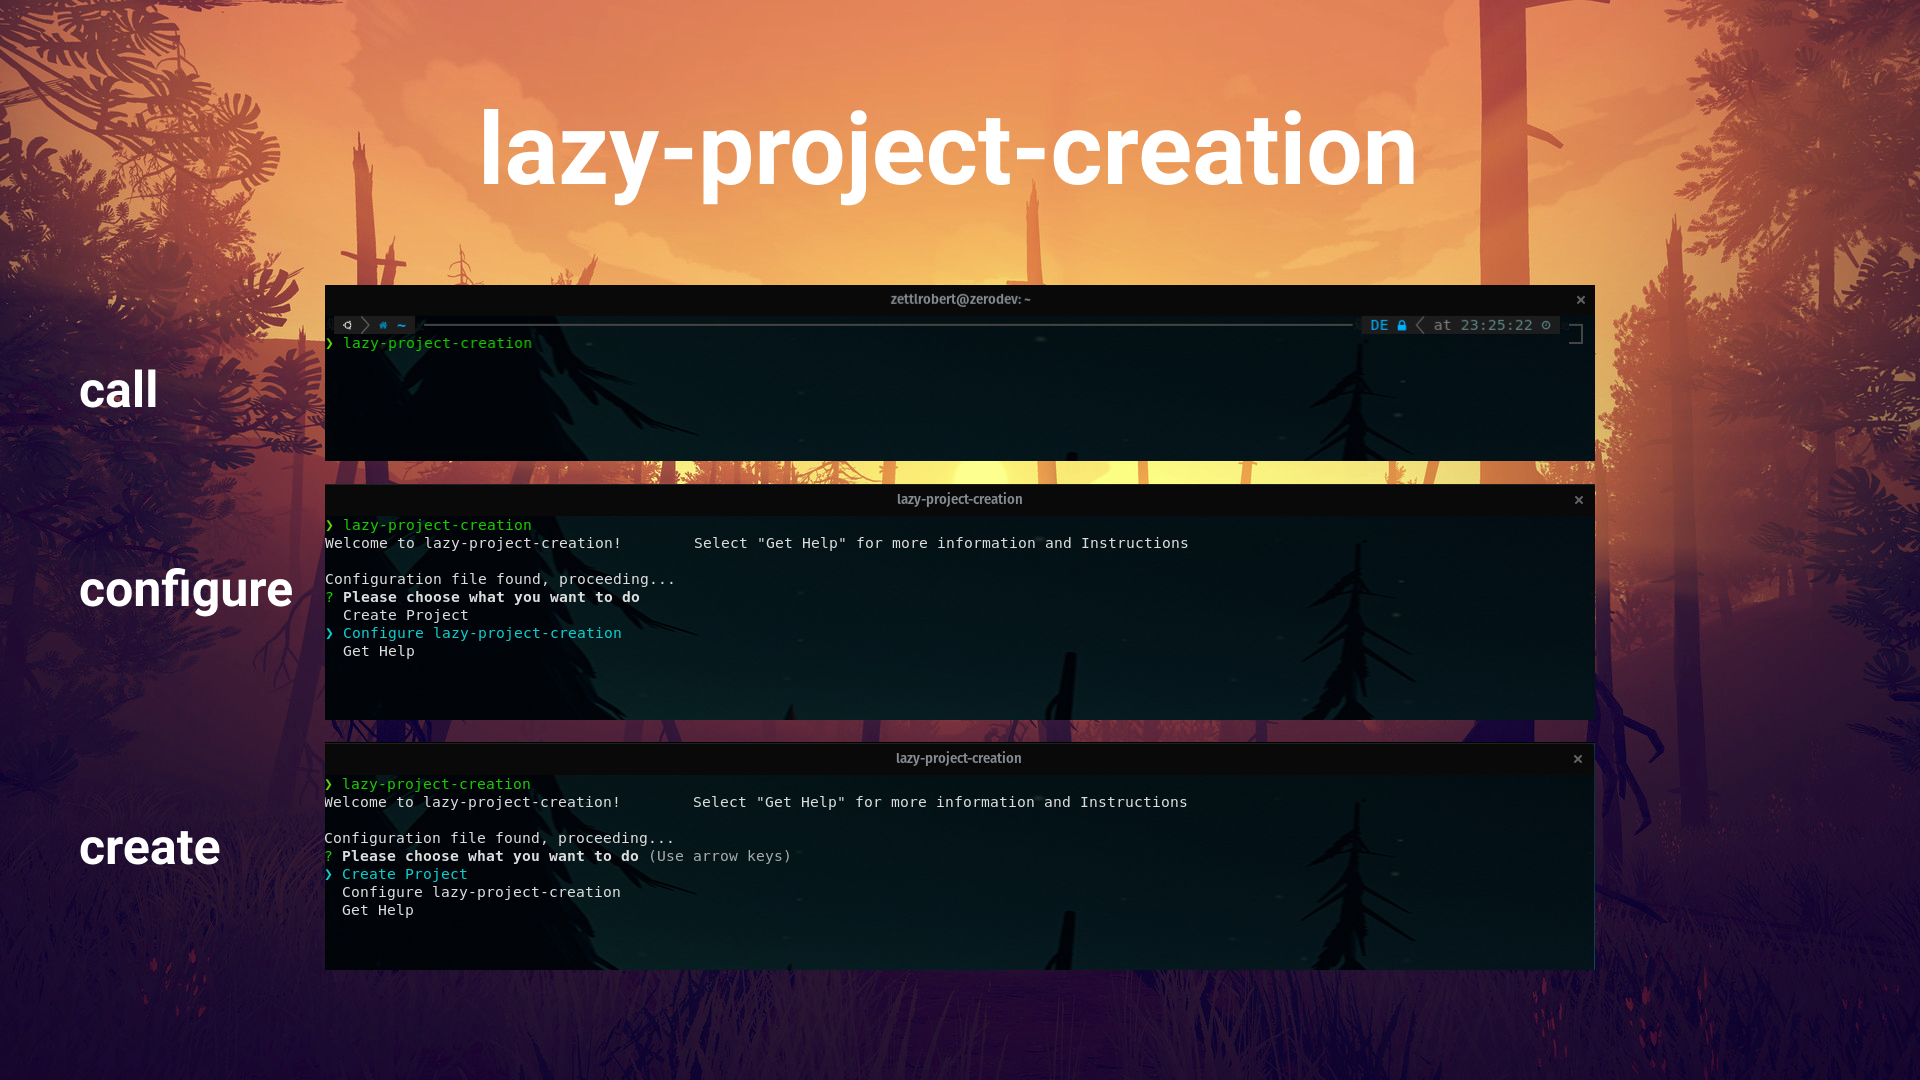 lazy-project-creation
call
zettlrobert@zerodev: ~
~ DE at 23:25:22
❯ lazy-project-creation
configure
lazy-project-creation
❯ lazy-project-creation
Welcome to lazy-project-creation! Select "Get Help" for more information and Instructions
Configuration file found, proceeding...
? Please choose what you want to do
Create Project
❯ Configure lazy-project-creation
Get Help
create
lazy-project-creation
❯ lazy-project-creation
Welcome to lazy-project-creation! Select "Get Help" for more information and Instructions
Configuration file found, proceeding...
? Please choose what you want to do (Use arrow keys)
❯ Create Project
Configure lazy-project-creation
Get Help